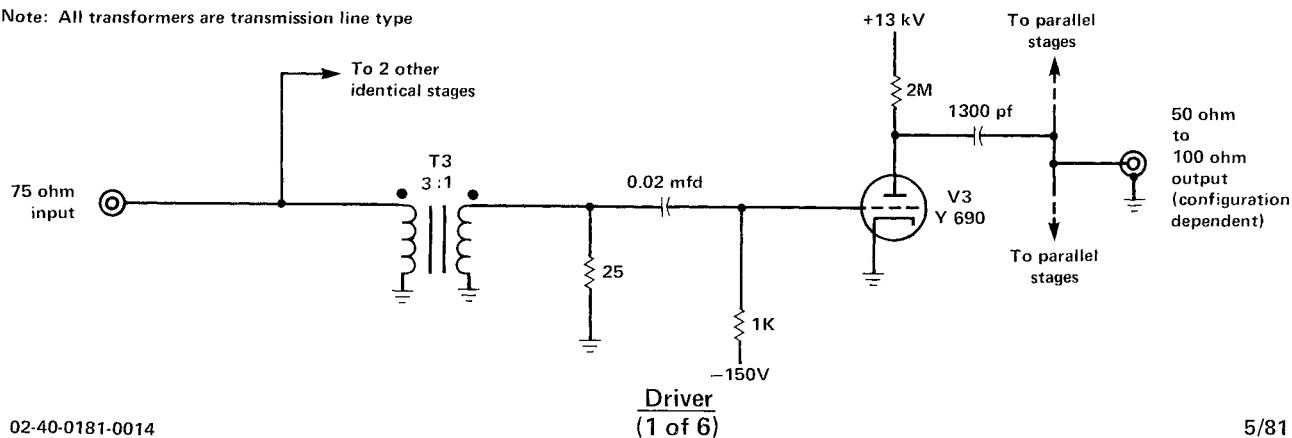 Note: All transformers are transmission line type
To 2 other
identical stages
75 ohm
input
T3
3:1
25
0.02 mfd
1K
−150V
+13 kV
2M
1300 pf
V3
Y 690
To parallel
stages
To parallel
stages
50 ohm
to
100 ohm
output
(configuration
dependent)
Driver
(1 of 6)
02-40-0181-0014
5/81